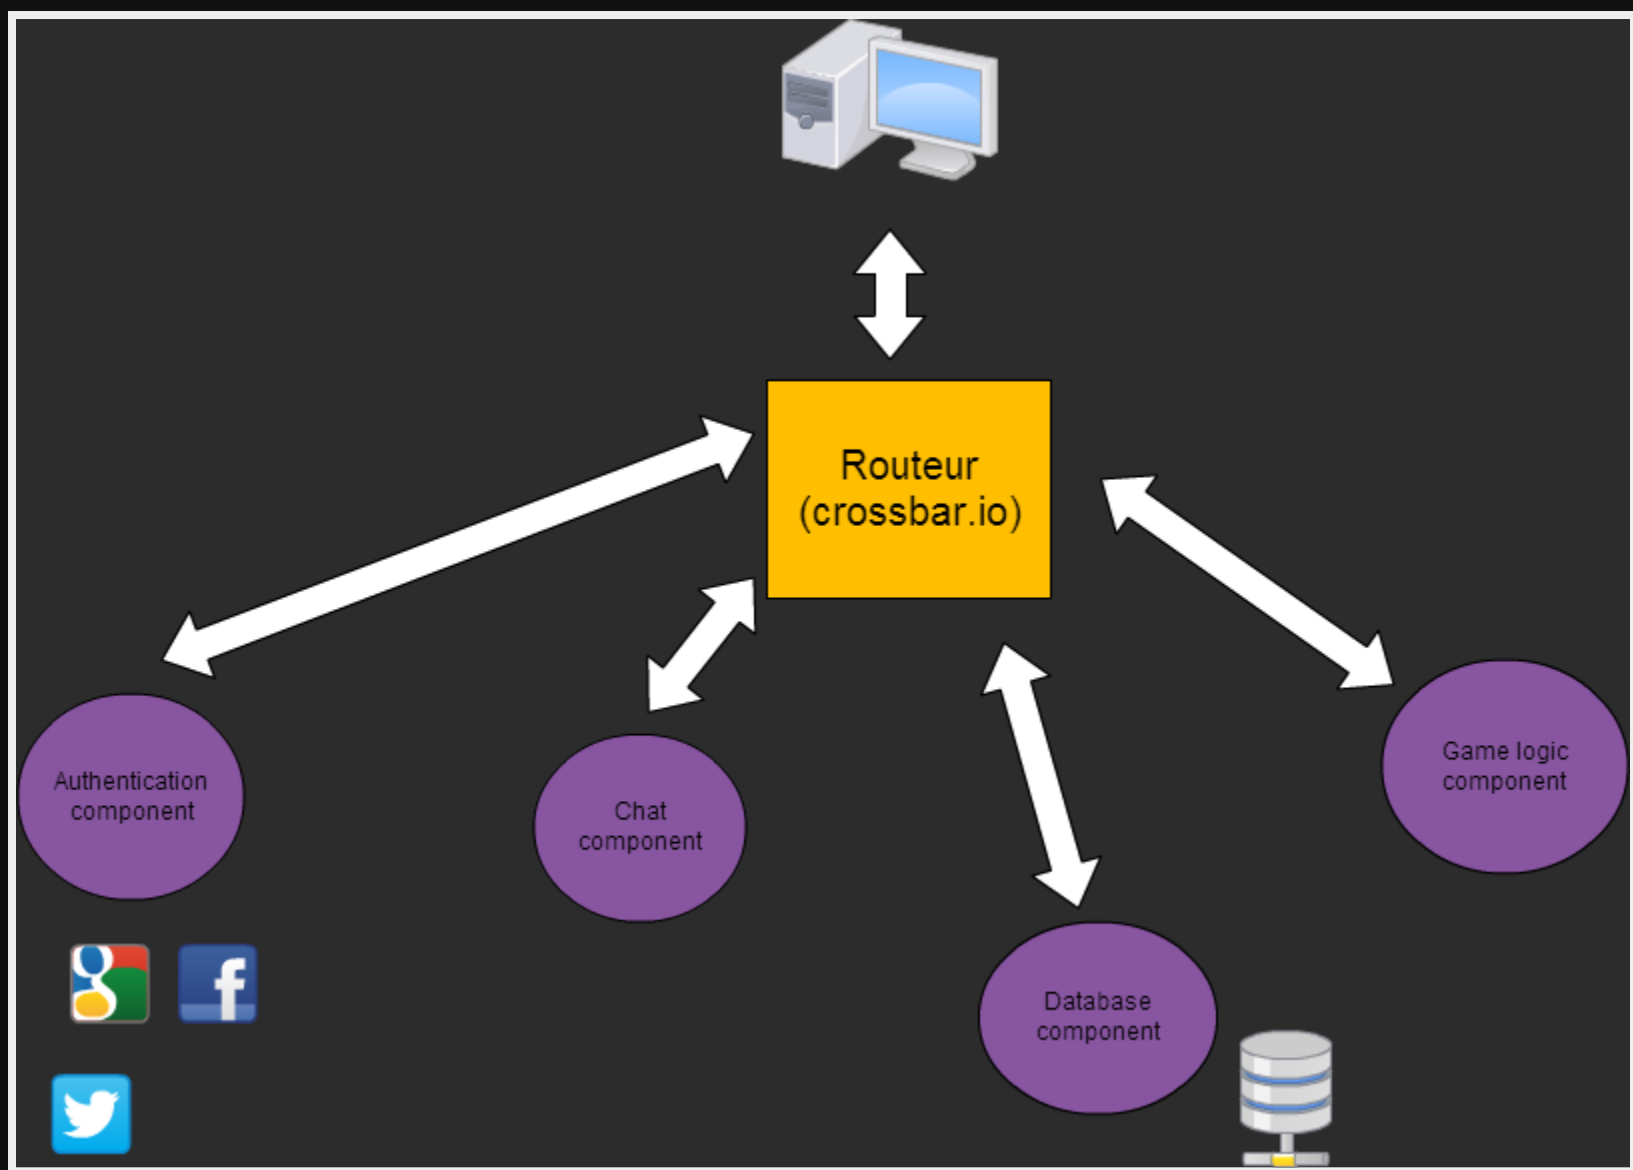 Routeur
(crossbar.io)
Authentication
component
Chat
component
Database
component
Game logic
component